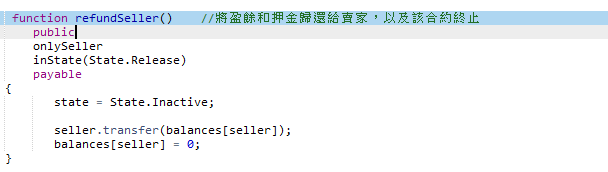 function refundSeller()    //將盈餘和押金歸還給賣家，以及該合約終止
public
onlySeller
inState(State.Release)
payable
{
state = State.Inactive;
seller.transfer(balances[seller]);
balances[seller] = 0;
}